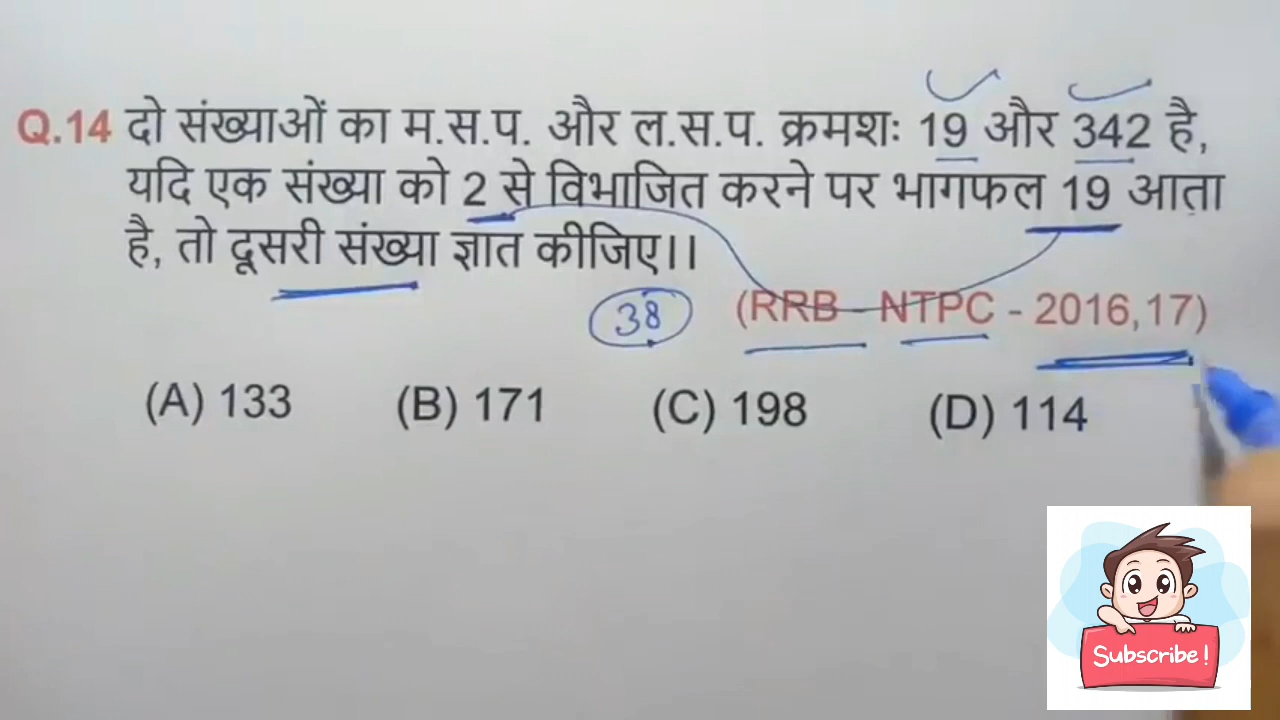 Q.14 दो संख्याओं का म.स.प. और ल.स.प. क्रमशः 19 और 342 है,
यदि एक संख्या को 2 से विभाजित करने पर भागफल 19 आता
है, तो दूसरी संख्या ज्ञात कीजिए।।
38 (RRB - NTPC - 2016,17)
(A) 133 (B) 171 (C) 198 (D) 114
Subscribe!